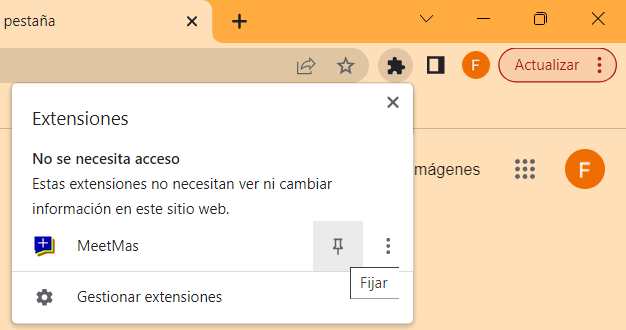 pestaña
F
Actualizar
Extensiones
No se necesita acceso
Estas extensiones no necesitan ver ni cambiar
información en este sitio web.
mágenes
F
MeetMas
Fijar
Gestionar extensiones